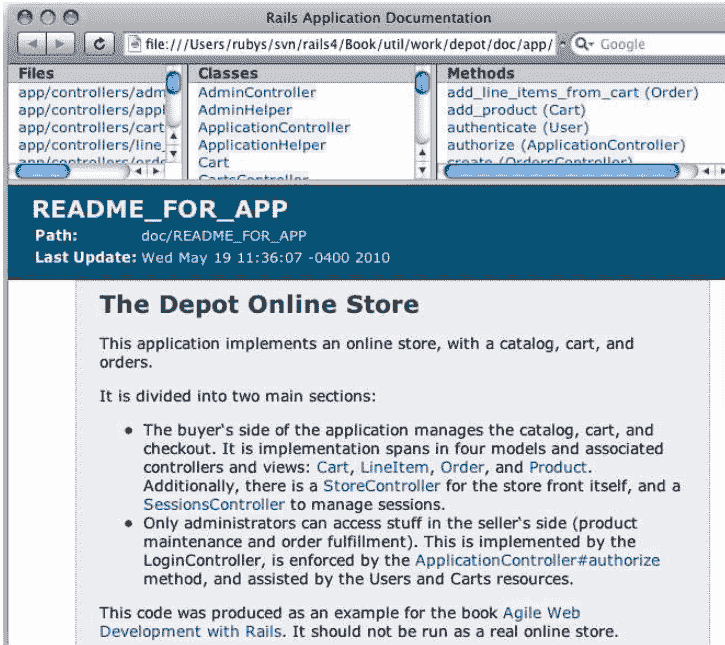 Rails Application Documentation
file:///Users/rubys/svn/rails4/Book/util/work/depot/doc/app/
Google
Files
app/controllers/adm
app/controllers/appl
app/controllers/cart
app/controllers/line_
app/controllers/orde
Classes
AdminController
AdminHelper
ApplicationController
ApplicationHelper
Cart
CartsController
Methods
add_line_items_from_cart (Order)
add_product (Cart)
authenticate (User)
authorize (ApplicationController)
create (OrdersController)
README_FOR_APP
Path: doc/README_FOR_APP
Last Update: Wed May 19 11:36:07 -0400 2010
The Depot Online Store
This application implements an online store, with a catalog, cart, and
orders.
It is divided into two main sections:
• The buyer‘s side of the application manages the catalog, cart, and
checkout. It is implementation spans in four models and associated
controllers and views: Cart, LineItem, Order, and Product.
Additionally, there is a StoreController for the store front itself, and a
SessionsController to manage sessions.
• Only administrators can access stuff in the seller‘s side (product
maintenance and order fulfillment). This is implemented by the
LoginController, is enforced by the ApplicationController#authorize
method, and assisted by the Users and Carts resources.
This code was produced as an example for the book Agile Web
Development with Rails. It should not be run as a real online store.